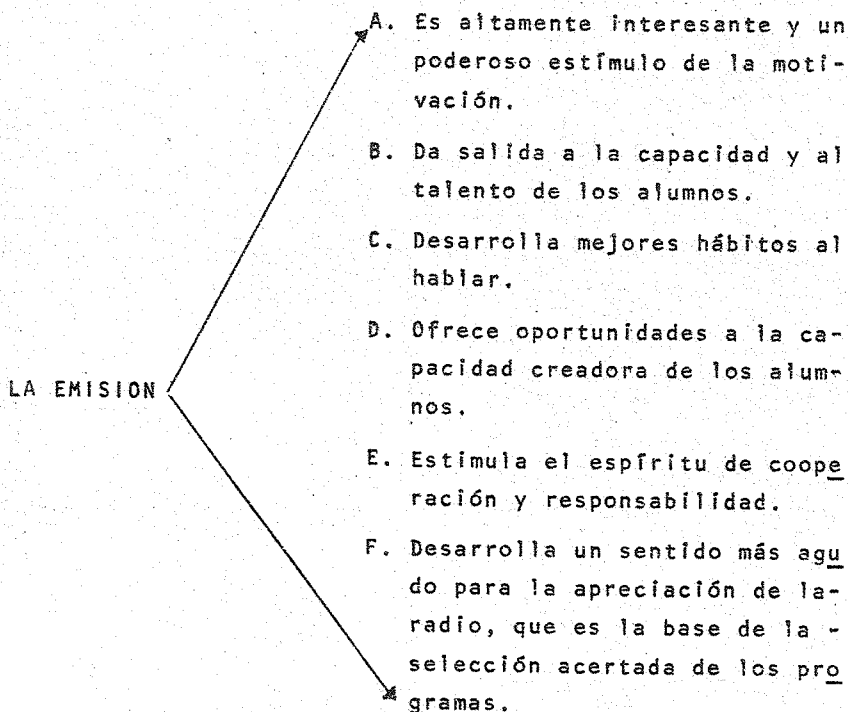 A. Es altamente interesante y un
poderoso estímulo de la moti-
vación.
B. Da salida a la capacidad y al
talento de los alumnos.
C. Desarrolla mejores hábitos al
hablar.
D. Ofrece oportunidades a la ca-
pacidad creadora de los alum-
nos.
LA EMISION
E. Estimula el espíritu de coope
ración y responsabilidad.
F. Desarrolla un sentido más agu
do para la apreciación de la-
radio, que es la base de la -
selección acertada de los pro
gramas.